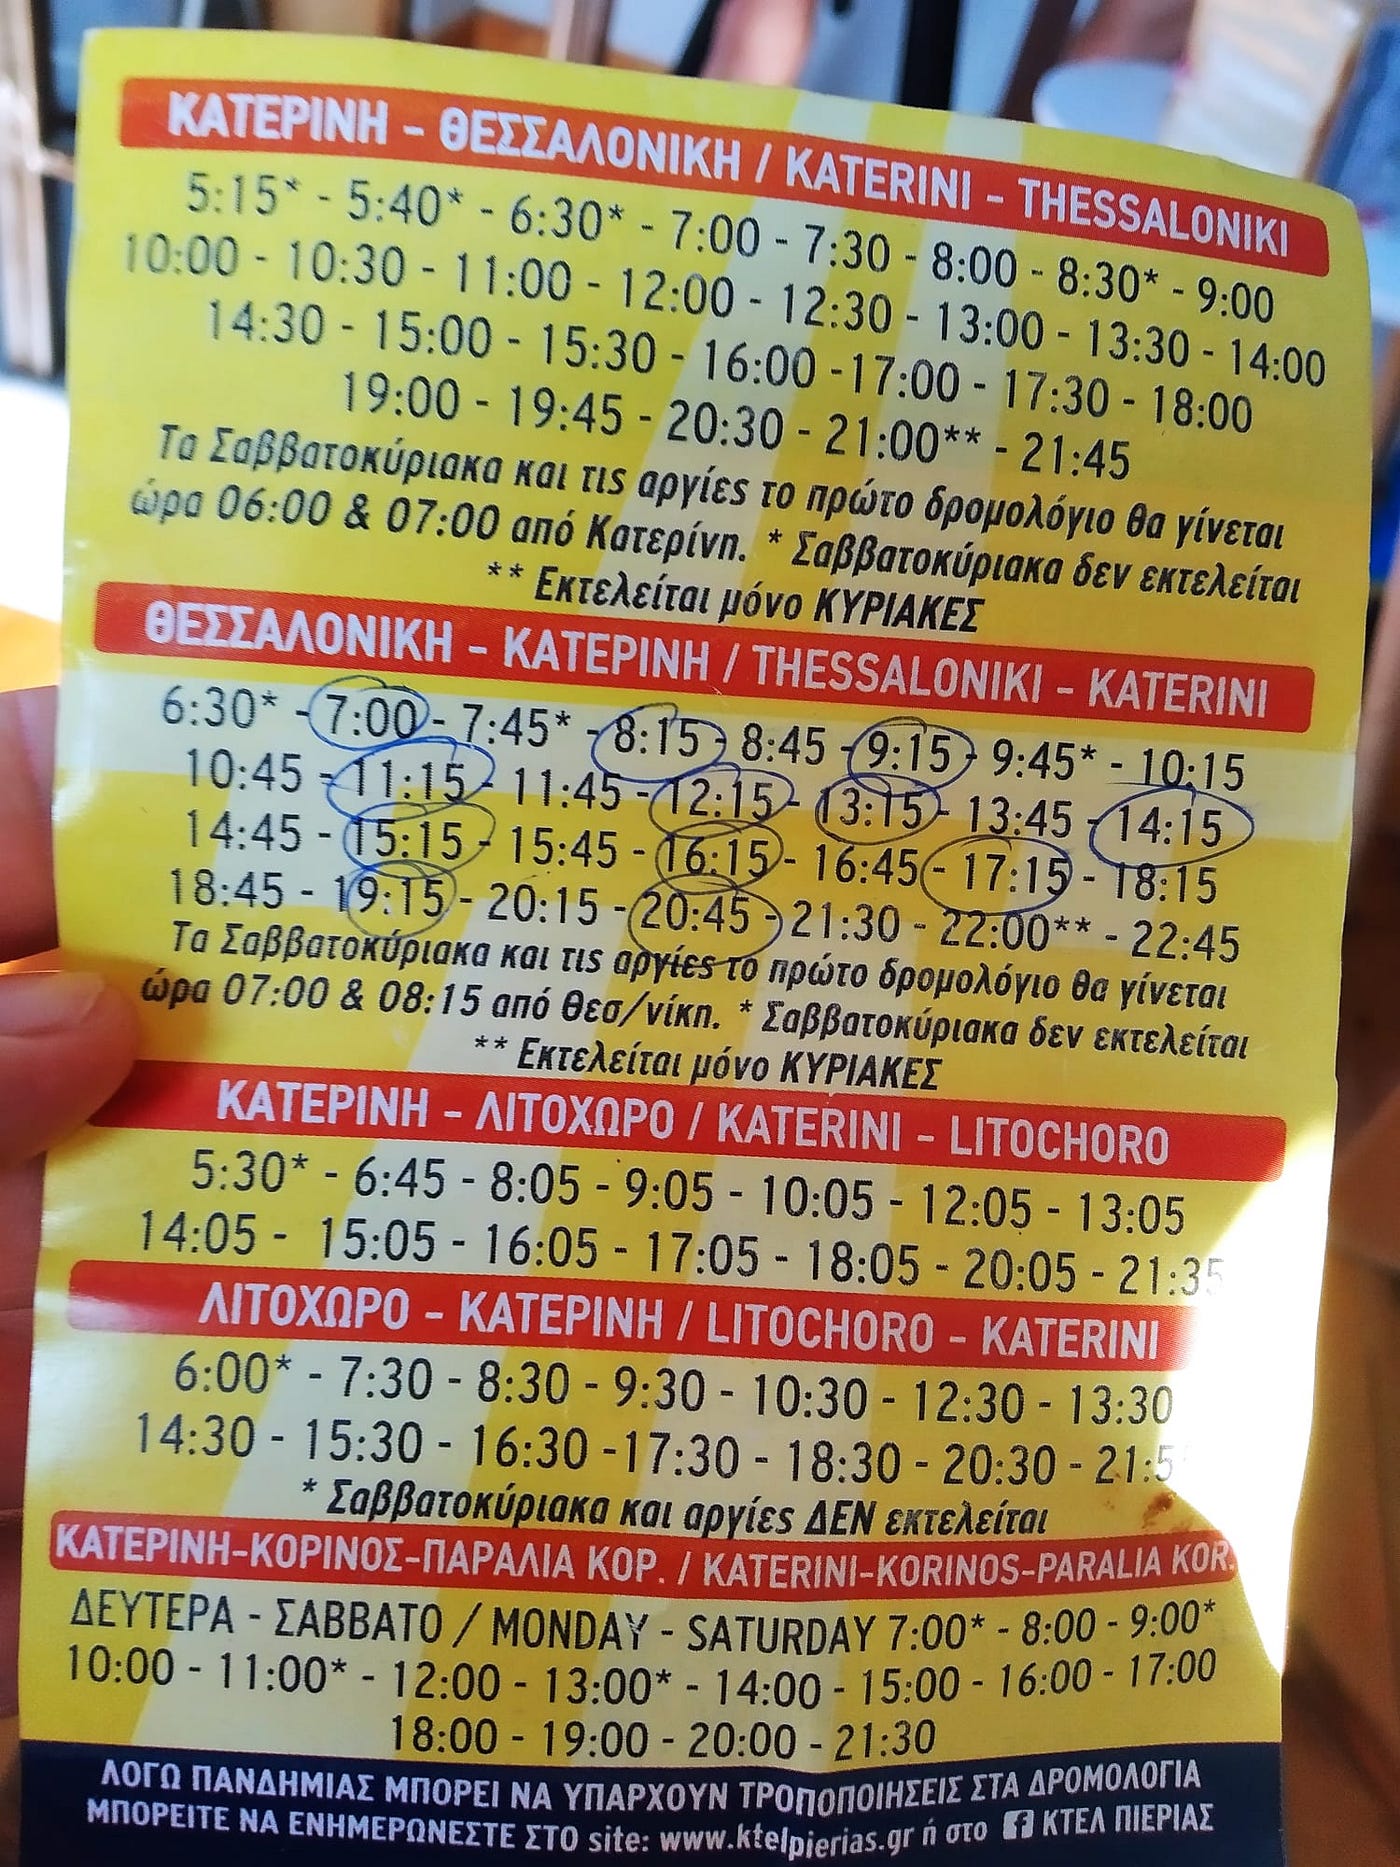 ΚΑΤΕΡΙΝΗ - ΘΕΣΣΑΛΟΝΙΚΗ / KATERINI - THESSALONIKI
5:15* - 5:40* - 6:30* - 7:00 - 7:30 - 8:00 - 8:30* - 9:00
10:00 - 10:30 - 11:00 - 12:00 - 12:30 - 13:00 - 13:30 - 14:00
14:30 - 15:00 - 15:30 - 16:00 -17:00 - 17:30 - 18:00
19:00 - 19:45 - 20:30 - 21:00** - 21:45
Τα Σαββατοκύριακα και τις αργίες το πρώτο δρομολόγιο θα γίνεται
ώρα 06:00 & 07:00 από Κατερίνη. * Σαββατοκύριακα δεν εκτελείται
** Εκτελείται μόνο ΚΥΡΙΑΚΕΣ
ΘΕΣΣΑΛΟΝΙΚΗ - ΚΑΤΕΡΙΝΗ / THESSALONIKI - KATERINI
6:30* - 7:00 - 7:45* - 8:15 - 8:45 - 9:15 - 9:45* - 10:15
10:45 - 11:15 - 11:45 - 12:15 - 13:15 - 13:45 - 14:15
14:45 - 15:15 - 15:45 - 16:15 - 16:45 - 17:15 - 18:15
18:45 - 19:15 - 20:15 - 20:45 - 21:30 - 22:00** - 22:45
Τα Σαββατοκύριακα και τις αργίες το πρώτο δρομολόγιο θα γίνεται
ώρα 07:00 & 08:15 από Θεσ/νίκη. * Σαββατοκύριακα δεν εκτελείται
** Εκτελείται μόνο ΚΥΡΙΑΚΕΣ
ΚΑΤΕΡΙΝΗ - ΛΙΤΟΧΩΡΟ / KATERINI - LITOCHORO
5:30* - 6:45 - 8:05 - 9:05 - 10:05 - 12:05 - 13:05
14:05 - 15:05 - 16:05 - 17:05 - 18:05 - 20:05 - 21:35
ΛΙΤΟΧΩΡΟ - ΚΑΤΕΡΙΝΗ / LITOCHORO - KATERINI
6:00* - 7:30 - 8:30 - 9:30 - 10:30 - 12:30 - 13:30
14:30 - 15:30 - 16:30 -17:30 - 18:30 - 20:30 -
* Σαββατοκύριακα και αργίες ΔΕΝ εκτελείται
ΚΑΤΕΡΙΝΗ-ΚΟΡΙΝΟΣ-ΠΑΡΑΛΙΑ ΚΟΡ. / KATERINI-KORINOS-PARALIA KOR.
ΔΕΥΤΕΡΑ - ΣΑΒΒΑΤΟ / MONDAY - SATURDAY 7:00* - 8:00 - 9:00*
10:00 - 11:00* - 12:00 - 13:00* - 14:00 - 15:00 - 16:00 - 17:00
18:00 - 19:00 - 20:00 - 21:30
ΛΟΓΩ ΠΑΝΔΗΜΙΑΣ ΜΠΟΡΕΙ ΝΑ ΥΠΑΡΧΟΥΝ ΤΡΟΠΟΠΟΙΗΣΕΙΣ ΣΤΑ ΔΡΟΜΟΛΟΓΙΑ
ΜΠΟΡΕΙΤΕ ΝΑ ΕΝΗΜΕΡΩΝΕΣΤΕ ΣΤΟ site: www.ktelpierias.gr ή στο ΚΤΕΛ ΠΙΕΡΙΑΣ